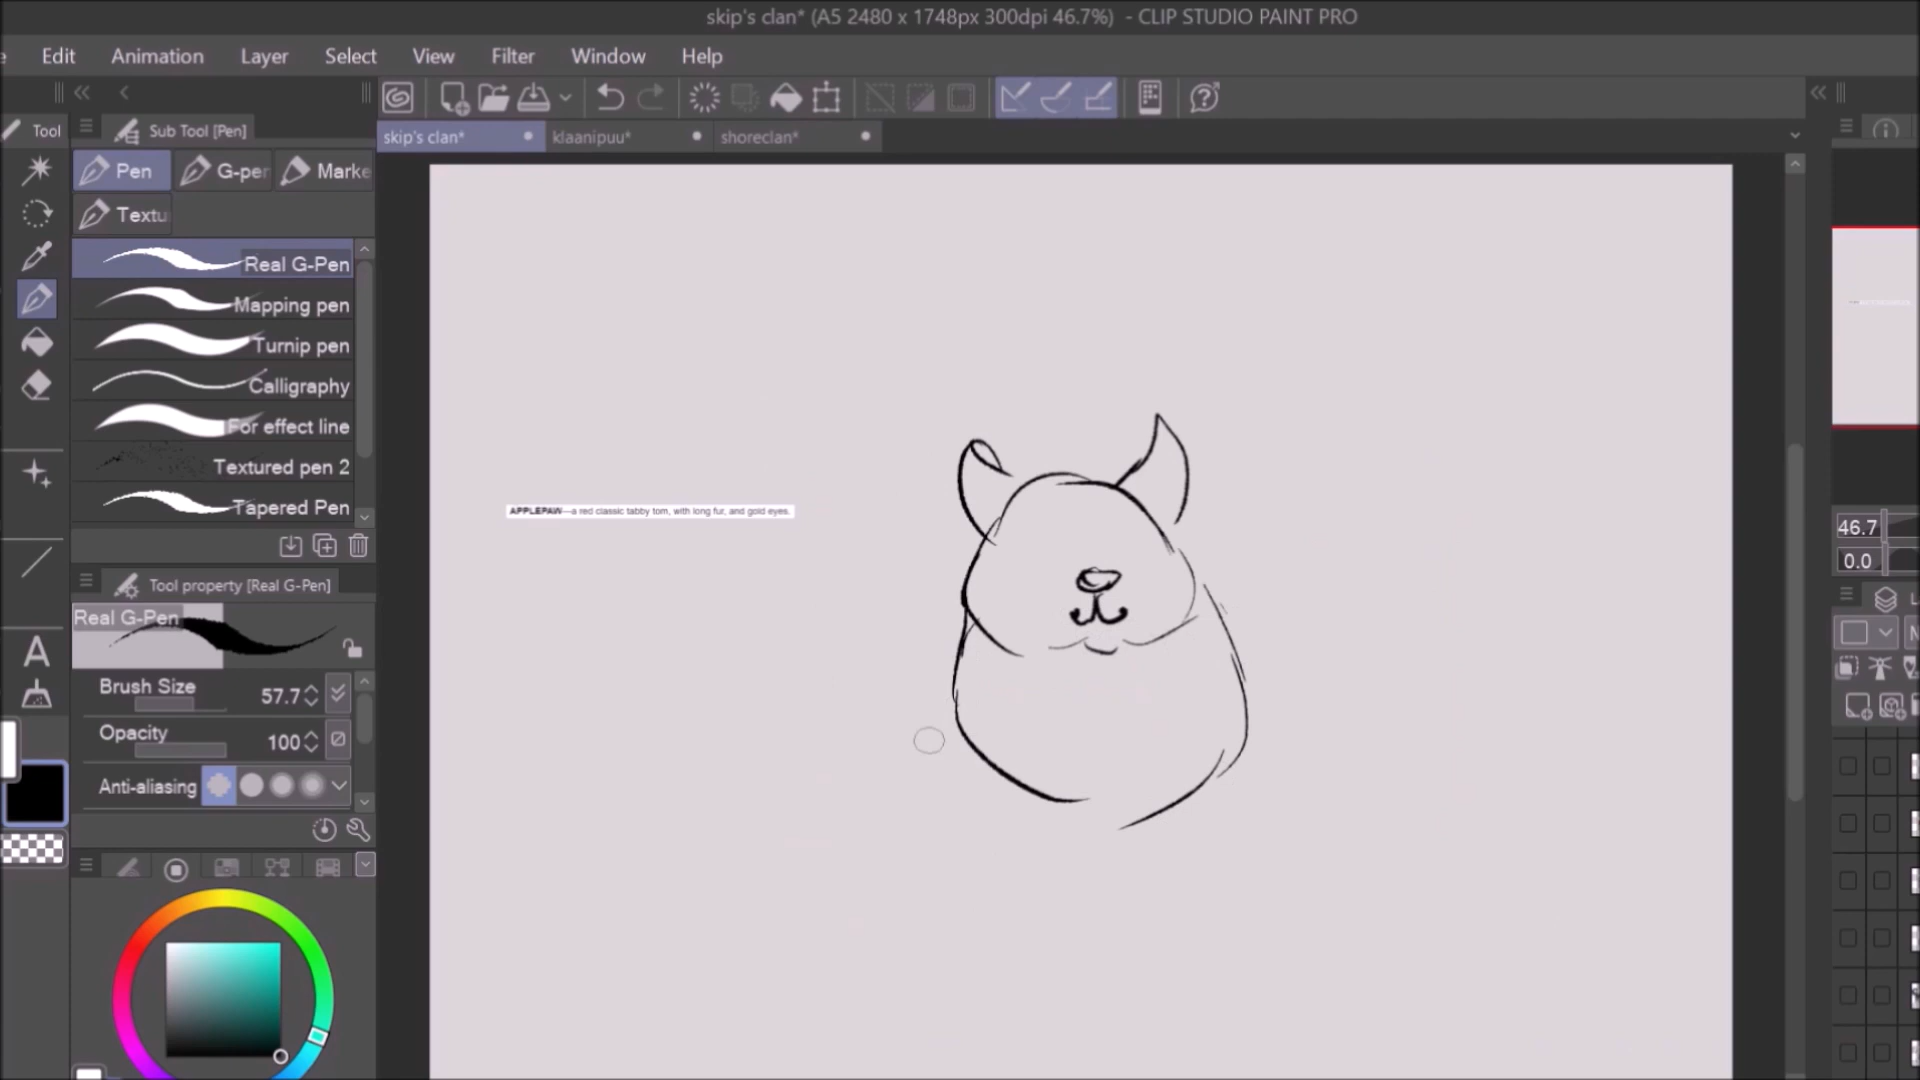 skip's clan* (A5 2480 x 1748px 300dpi 46.7%) - CLIP STUDIO PAINT PRO
Edit Animation Layer Select View Filter Window Help
Tool
Sub Tool [Pen]
skip's clan* klaanipuu* shoreclan*
Pen G-per Marke
Textu
Real G-Pen
Mapping pen
Turnip pen
Calligraphy
For effect line
Textured pen 2
Tapered Pen
APPLEPAW—a red classic tabby tom, with long fur, and gold eyes.
46.7
0.0
Tool property [Real G-Pen]
Real G-Pen
Brush Size 57.7
Opacity 100
Anti-aliasing
A